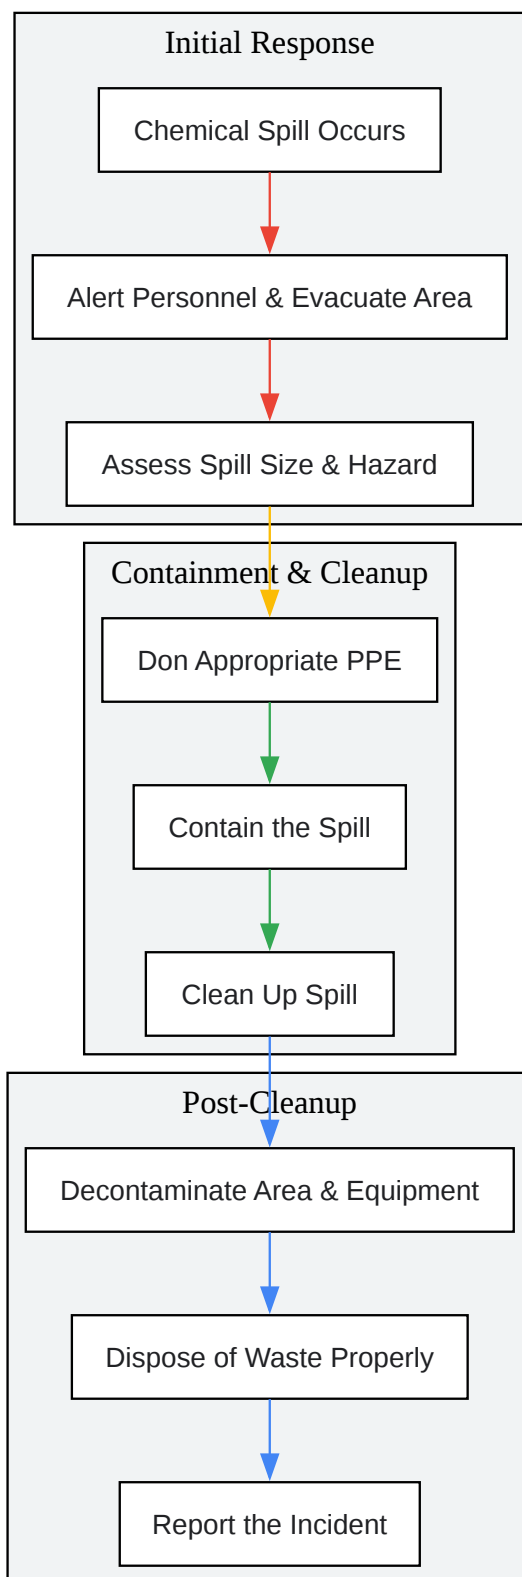 Initial Response
Chemical Spill Occurs
Alert Personnel & Evacuate Area
Assess Spill Size & Hazard
Containment & Cleanup
Don Appropriate PPE
Contain the Spill
Clean Up Spill
Post-Cleanup
Decontaminate Area & Equipment
Dispose of Waste Properly
Report the Incident